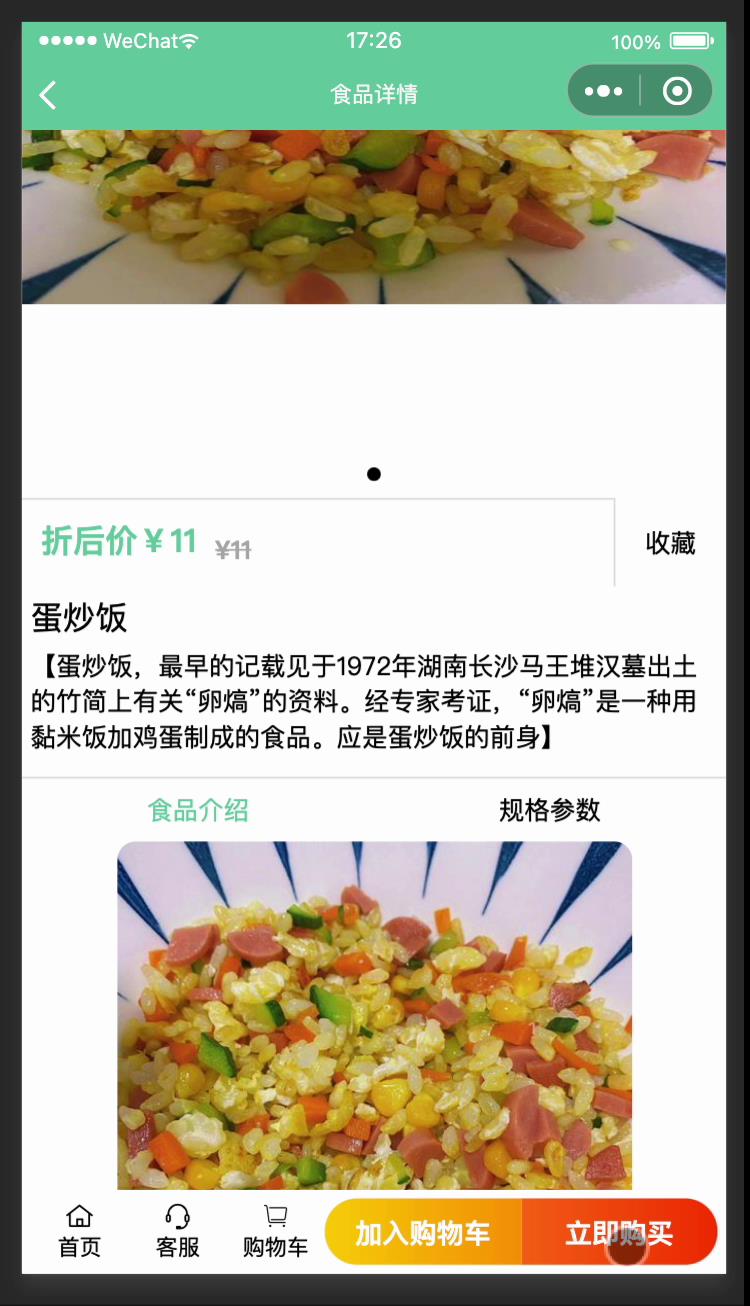 WeChat 17:26 100%
食品详情
折后价 ¥ 11 ¥11 收藏
蛋炒饭
【蛋炒饭，最早的记载见于1972年湖南长沙马王堆汉墓出土
的竹简上有关“卵熇”的资料。经专家考证，“卵熇”是一种用
黏米饭加鸡蛋制成的食品。应是蛋炒饭的前身】
食品介绍 规格参数
首页 客服 购物车 加入购物车 立即购买